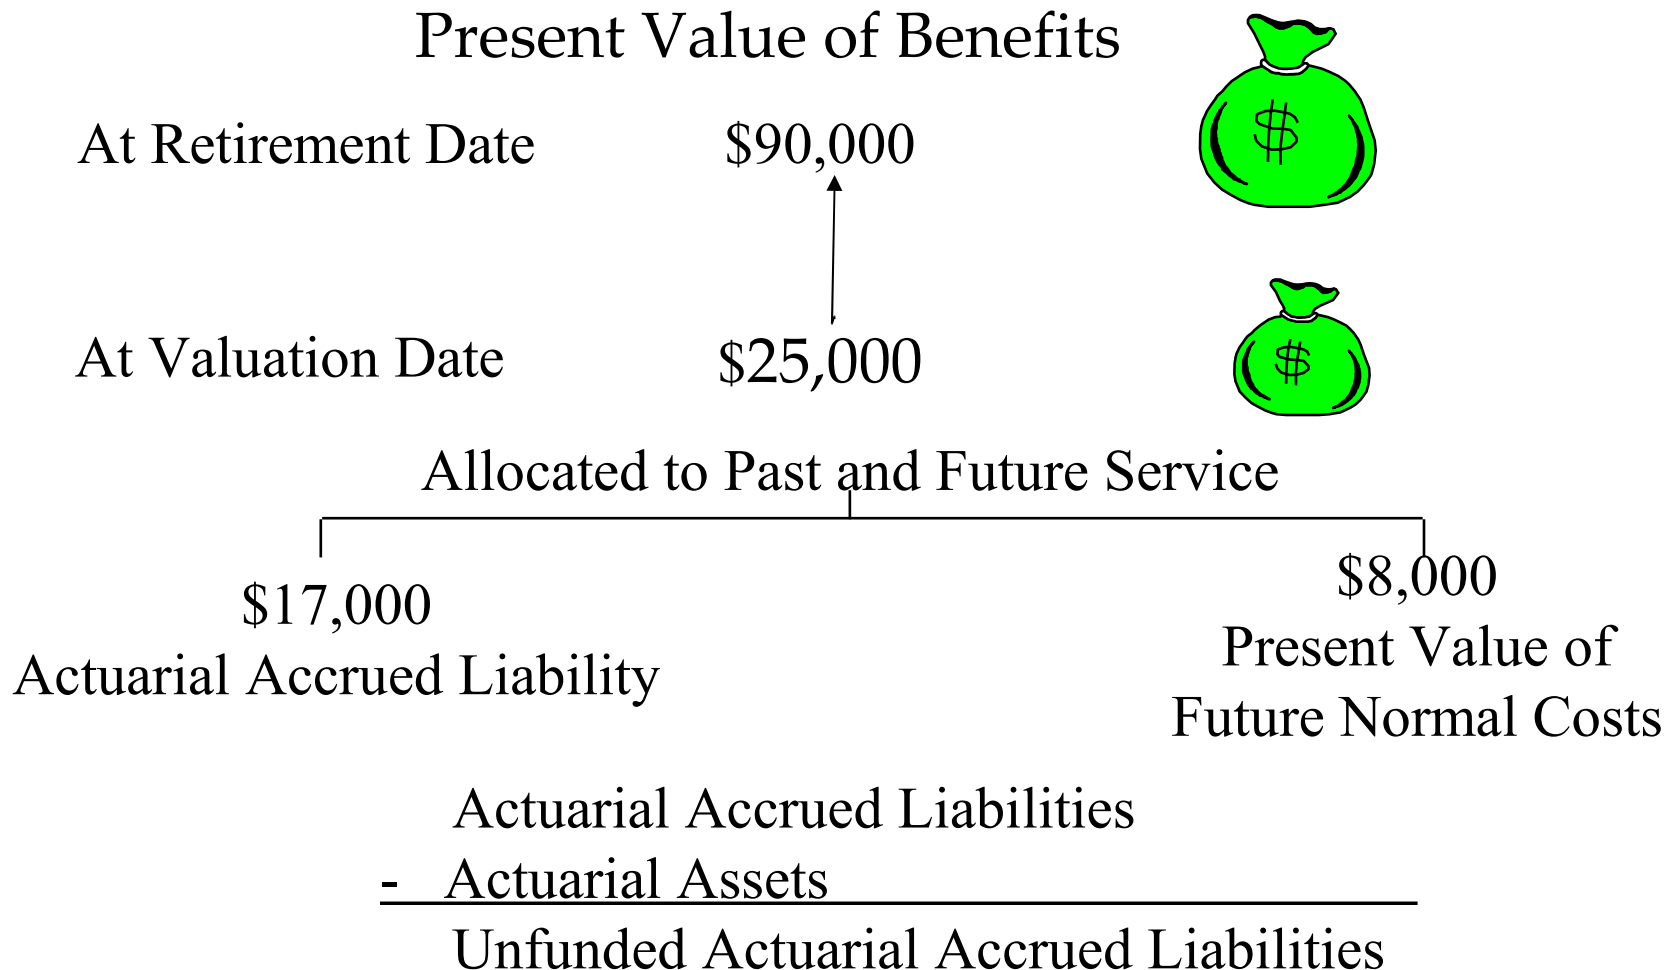 Present Value of Benefits
At Retirement Date $90,000
$
At Valuation Date $25,000
$
Allocated to Past and Future Service
$17,000
Actuarial Accrued Liability
$8,000
Present Value of
Future Normal Costs
Actuarial Accrued Liabilities
- Actuarial Assets
Unfunded Actuarial Accrued Liabilities